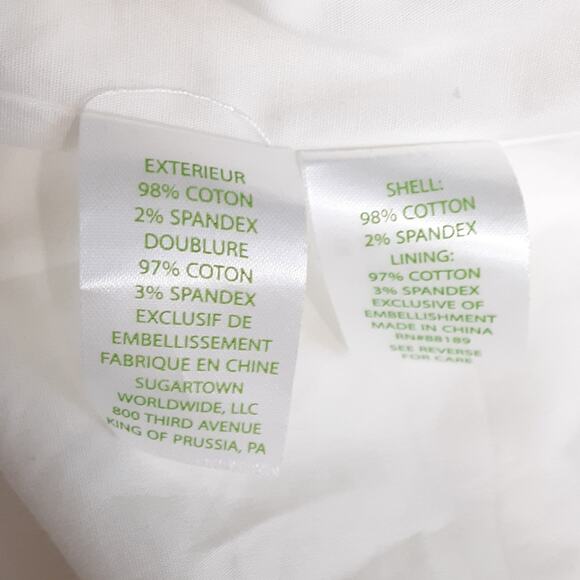 EXTERIEUR
98% COTON
2% SPANDEX
DOUBLURE
97% COTON
3% SPANDEX
EXCLUSIF DE
EMBELLISSEMENT
FABRIQUE EN CHINE
SUGARTOWN
WORLDWIDE, LLC
800 THIRD AVENUE
KING OF PRUSSIA, PA
SHELL:
98% COTTON
2% SPANDEX
LINING:
97% COTTON
3% SPANDEX
EXCLUSIVE OF
EMBELLISHMENT
MADE IN CHINA
RN#88189
SEE REVERSE
FOR CARE